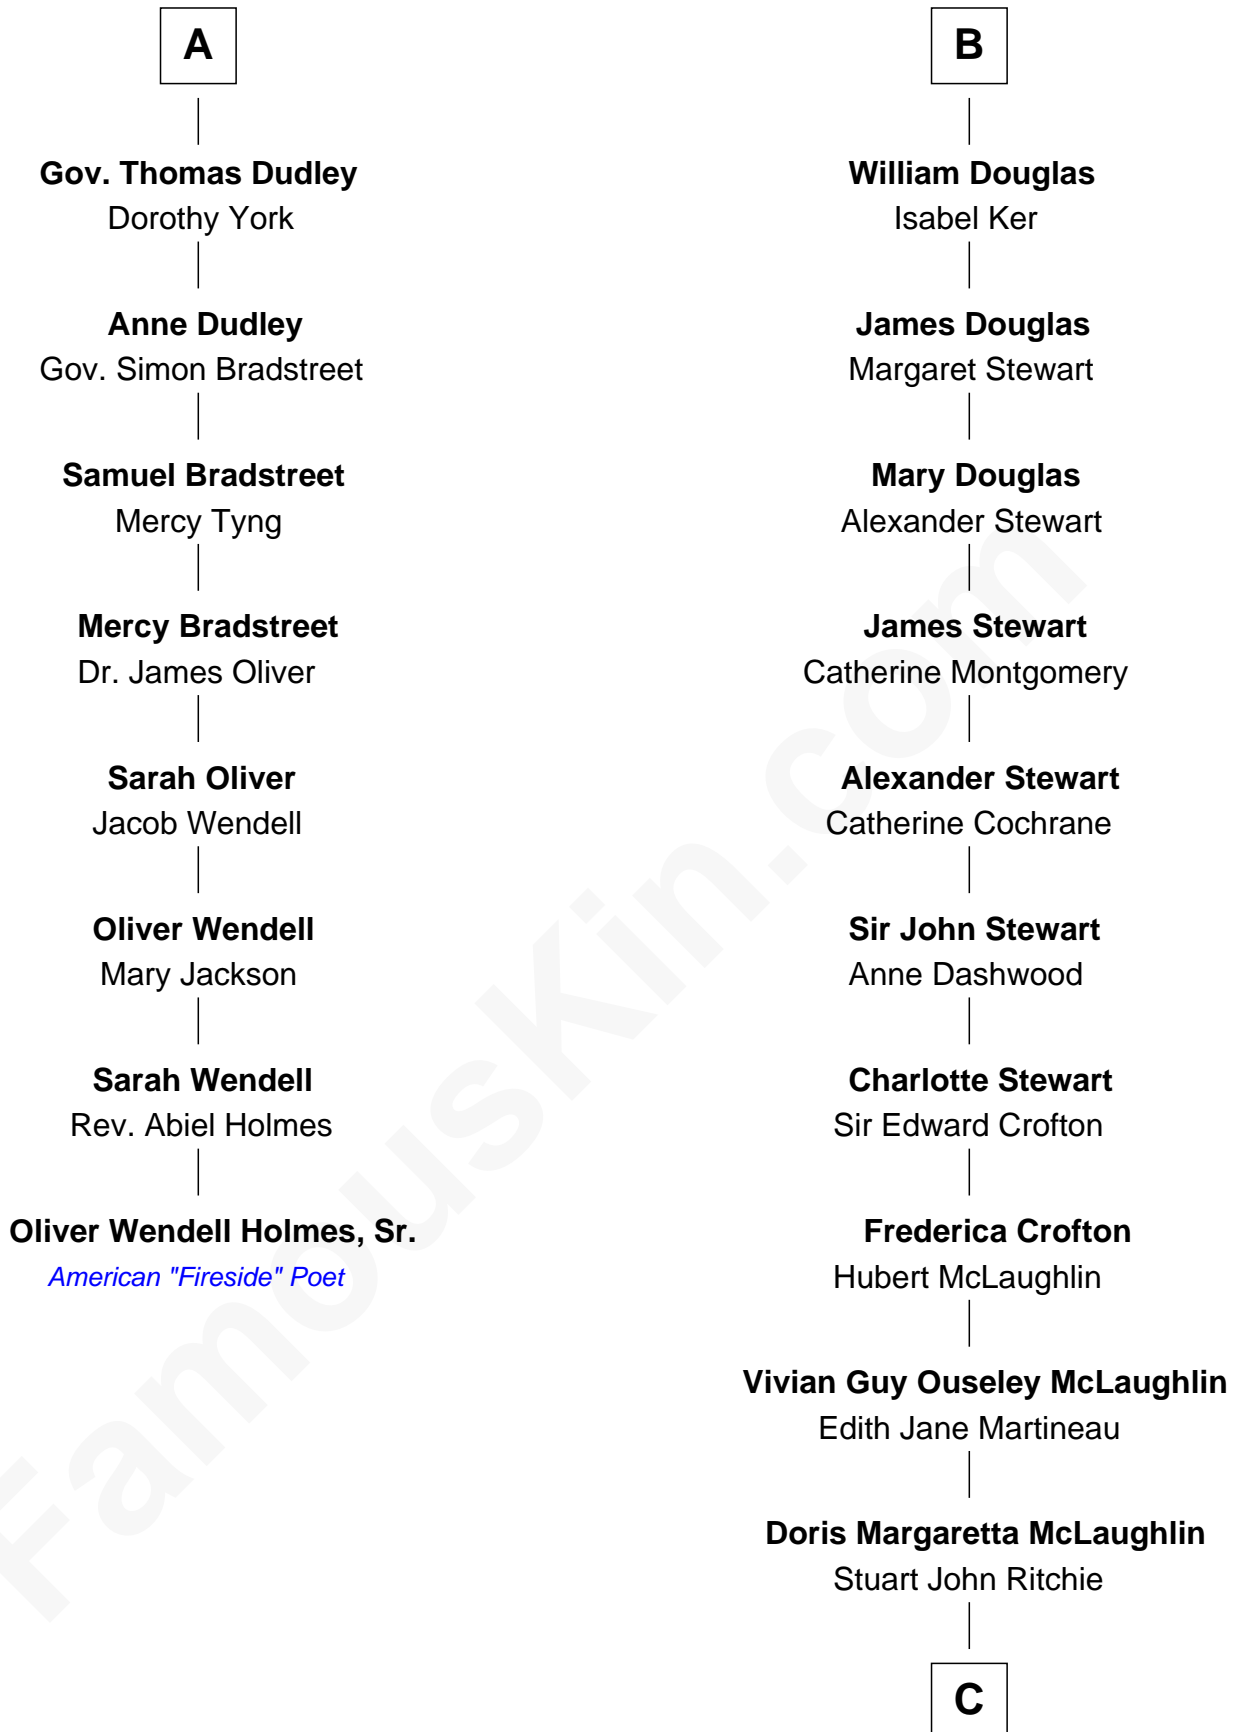 A
Gov. Thomas Dudley
Dorothy York
Anne Dudley
Gov. Simon Bradstreet
Samuel Bradstreet
Mercy Tyng
Mercy Bradstreet
Dr. James Oliver
Sarah Oliver
Jacob Wendell
Oliver Wendell
Mary Jackson
Sarah Wendell
Rev. Abiel Holmes
Oliver Wendell Holmes, Sr.
American "Fireside" Poet
B
William Douglas
Isabel Ker
James Douglas
Margaret Stewart
Mary Douglas
Alexander Stewart
James Stewart
Catherine Montgomery
Alexander Stewart
Catherine Cochrane
Sir John Stewart
Anne Dashwood
Charlotte Stewart
Sir Edward Crofton
Frederica Crofton
Hubert McLaughlin
Vivian Guy Ouseley McLaughlin
Edith Jane Martineau
Doris Margaretta McLaughlin
Stuart John Ritchie
C
FamousKin.com